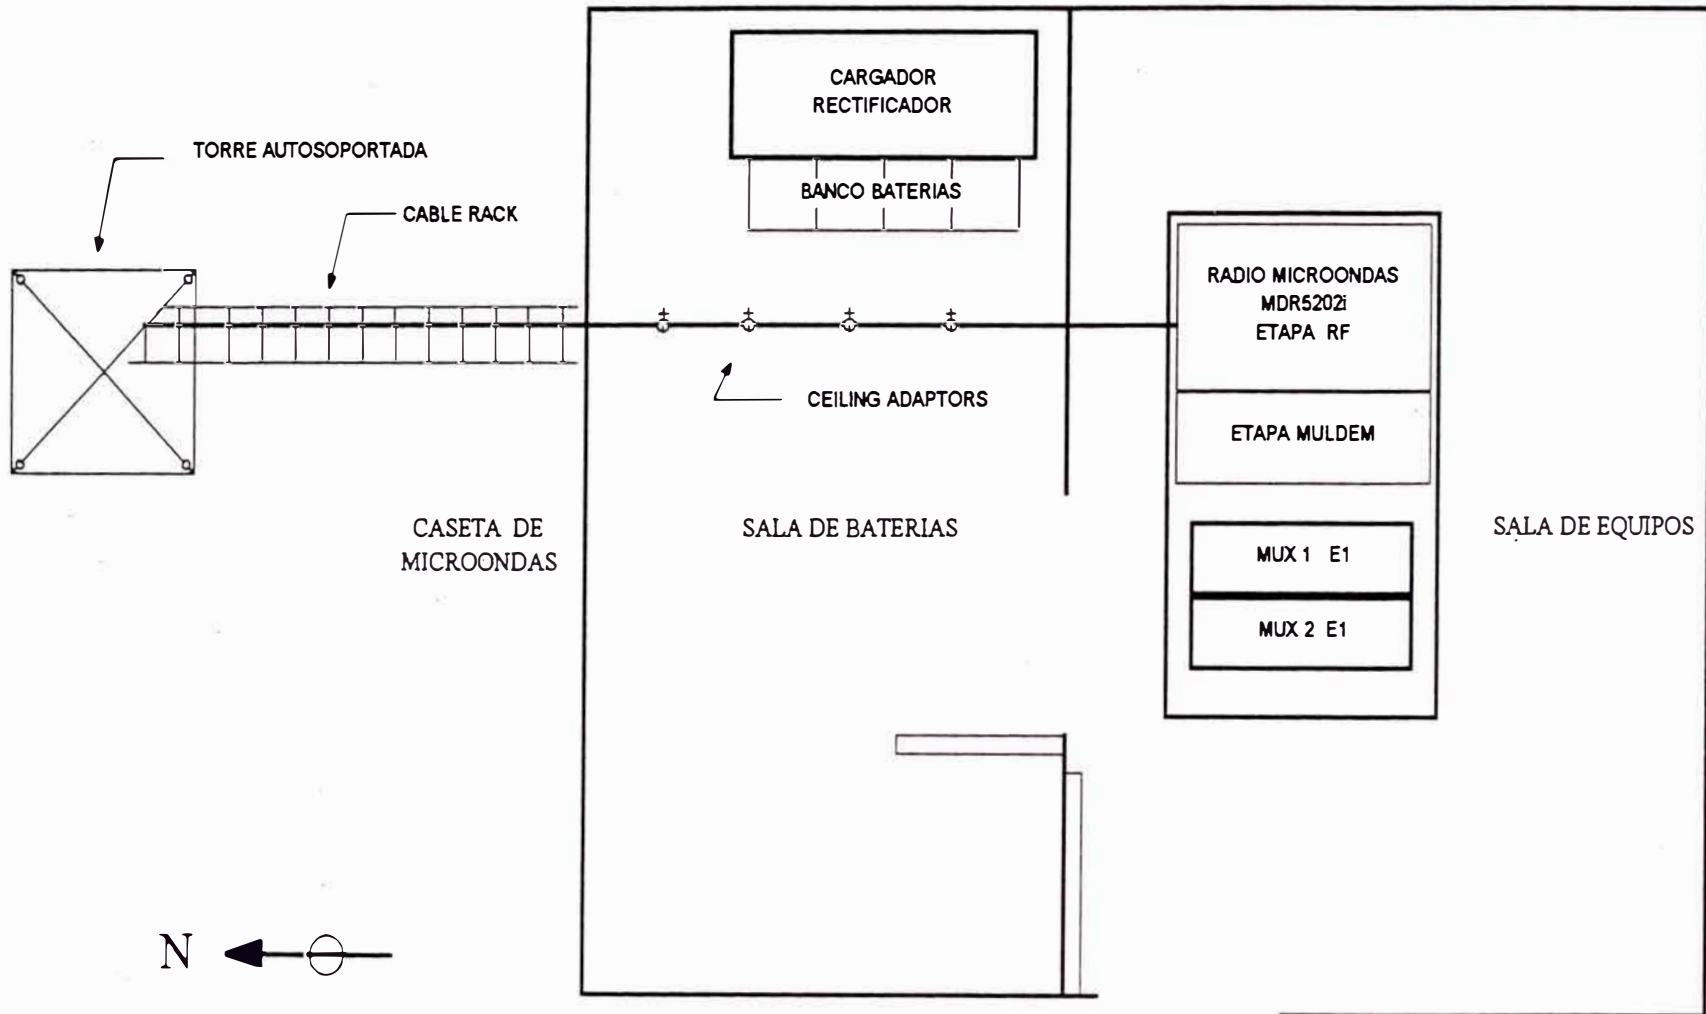 CARGADOR
RECTIFICADOR
TORRE AUTOSOPORTADA
BANCO BATERIAS
CABLE RACK
RADIO MICROONDAS
MDR5202i
ETAPA RF
CEILING ADAPTORS
ETAPA MULDEM
CASETA DE
MICROONDAS
SALA DE BATERIAS
SALA DE EQUIPOS
MUX 1 E1
MUX 2 E1
N